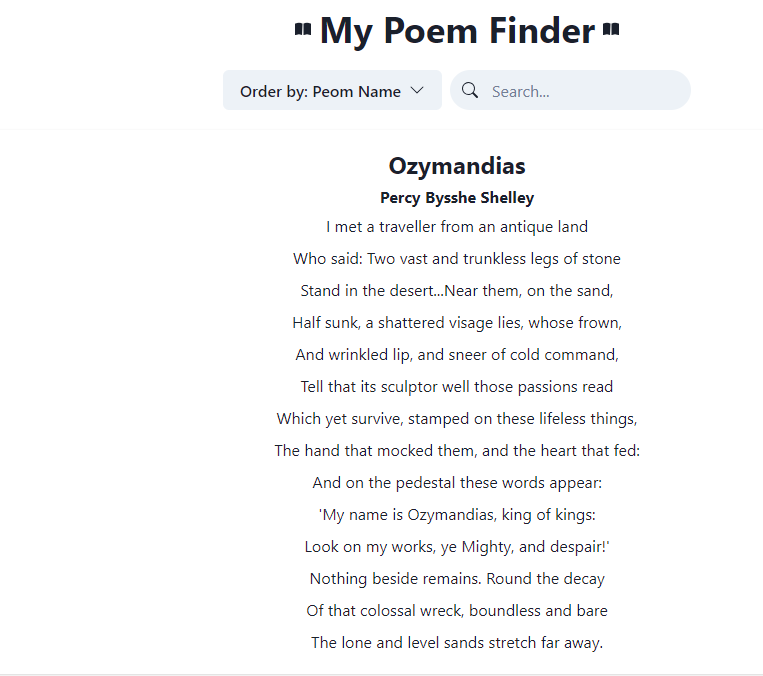 My Poem Finder
Order by: Peom Name
Search...
Ozymandias
Percy Bysshe Shelley
I met a traveller from an antique land
Who said: Two vast and trunkless legs of stone
Stand in the desert...Near them, on the sand,
Half sunk, a shattered visage lies, whose frown,
And wrinkled lip, and sneer of cold command,
Tell that its sculptor well those passions read
Which yet survive, stamped on these lifeless things,
The hand that mocked them, and the heart that fed:
And on the pedestal these words appear:
'My name is Ozymandias, king of kings:
Look on my works, ye Mighty, and despair!'
Nothing beside remains. Round the decay
Of that colossal wreck, boundless and bare
The lone and level sands stretch far away.